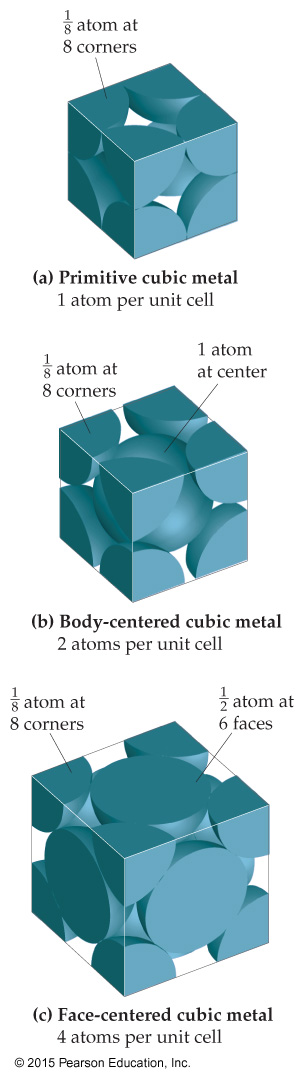 1/8 atom at
8 corners
(a) Primitive cubic metal
1 atom per unit cell
1/8 atom at
8 corners
1 atom
at center
(b) Body-centered cubic metal
2 atoms per unit cell
1/8 atom at
8 corners
1/2 atom at
6 faces
(c) Face-centered cubic metal
4 atoms per unit cell
© 2015 Pearson Education, Inc.